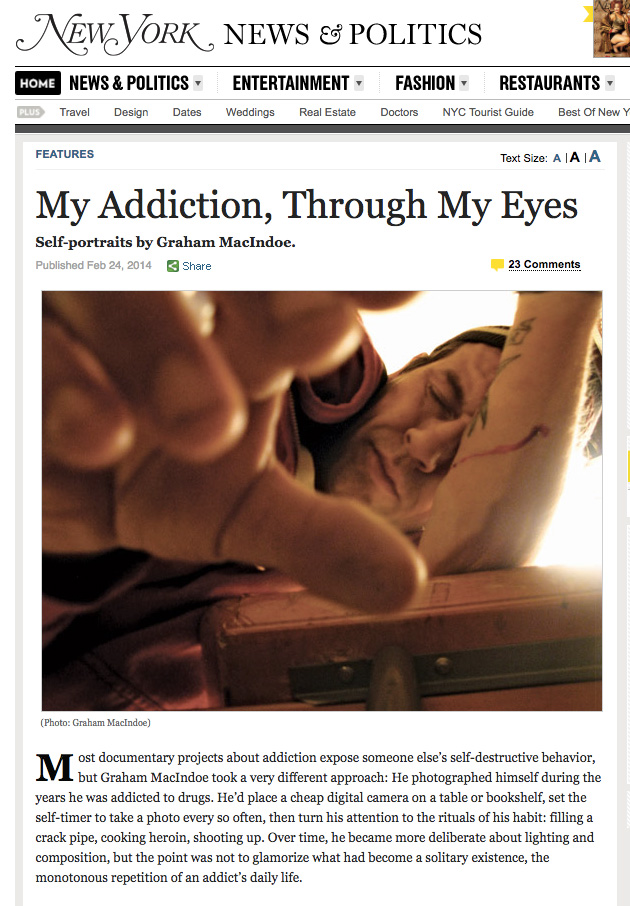 NEW YORK NEWS & POLITICS
HOME NEWS & POLITICS ENTERTAINMENT FASHION RESTAURANTS
PLUS Travel Design Dates Weddings Real Estate Doctors NYC Tourist Guide Best Of New Y
FEATURES
Text Size: A | A | A
My Addiction, Through My Eyes
Self-portraits by Graham MacIndoe.
Published Feb 24, 2014 Share 23 Comments
(Photo: Graham MacIndoe)
Most documentary projects about addiction expose someone else’s self-destructive behavior,
but Graham MacIndoe took a very different approach: He photographed himself during the
years he was addicted to drugs. He’d place a cheap digital camera on a table or bookshelf, set the
self-timer to take a photo every so often, then turn his attention to the rituals of his habit: filling a
crack pipe, cooking heroin, shooting up. Over time, he became more deliberate about lighting and
composition, but the point was not to glamorize what had become a solitary existence, the
monotonous repetition of an addict’s daily life.